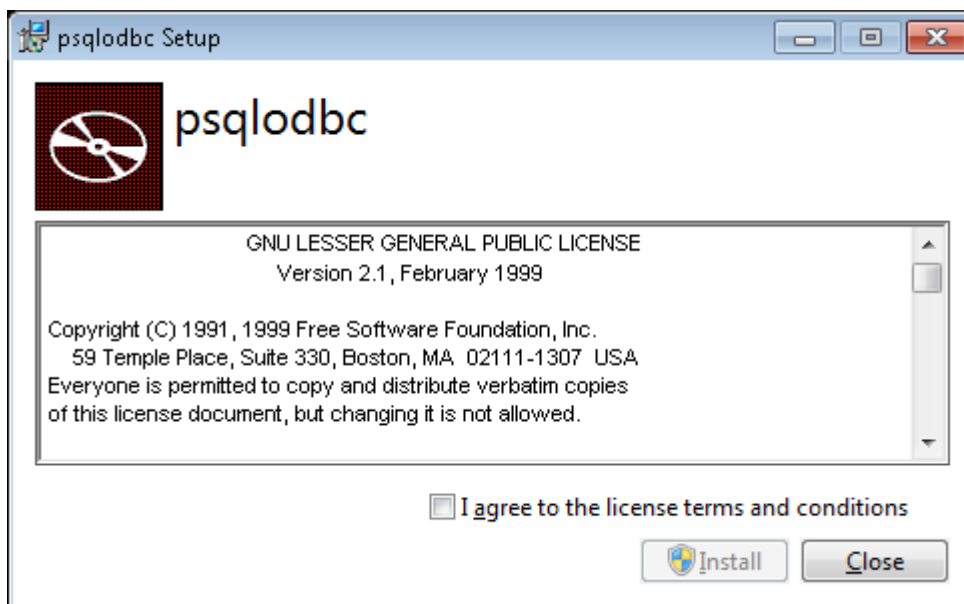 psqlodbc Setup
psqlodbc
GNU LESSER GENERAL PUBLIC LICENSE
Version 2.1, February 1999
Copyright (C) 1991, 1999 Free Software Foundation, Inc.
59 Temple Place, Suite 330, Boston, MA  02111-1307  USA
Everyone is permitted to copy and distribute verbatim copies
of this license document, but changing it is not allowed.
I agree to the license terms and conditions
Install
Close